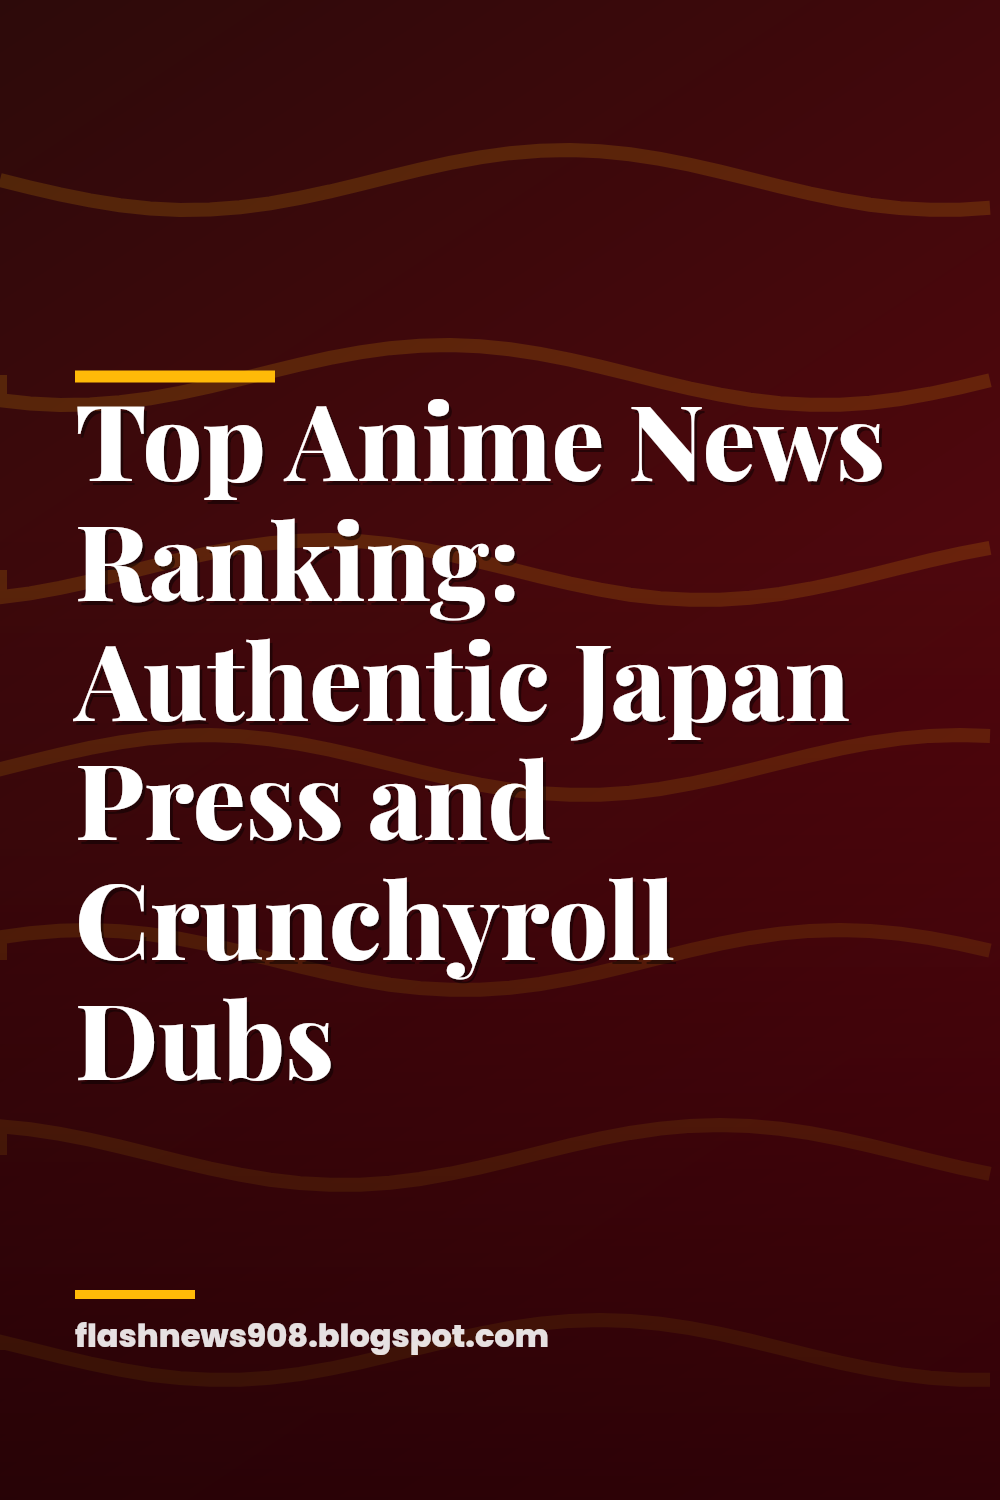 Top Anime News
Ranking:
Authentic Japan
Press and
Crunchyroll
Dubs
flashnews908.blogspot.com